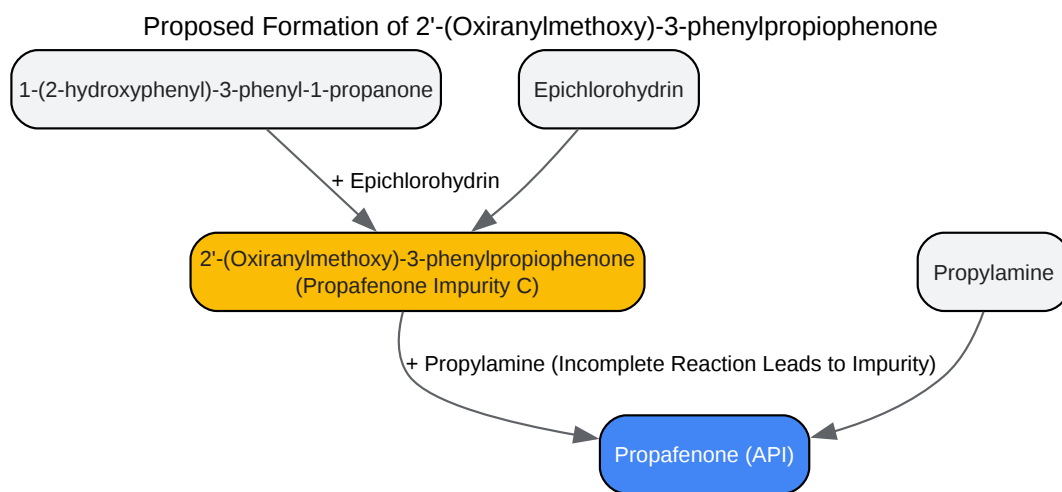 Proposed Formation of 2'-(Oxiranylmethoxy)-3-phenylpropiophenone
1-(2-hydroxyphenyl)-3-phenyl-1-propanone
Epichlorohydrin
+ Epichlorohydrin
2'-(Oxiranylmethoxy)-3-phenylpropiophenone
(Propafenone Impurity C)
Propylamine
+ Propylamine (Incomplete Reaction Leads to Impurity)
Propafenone (API)